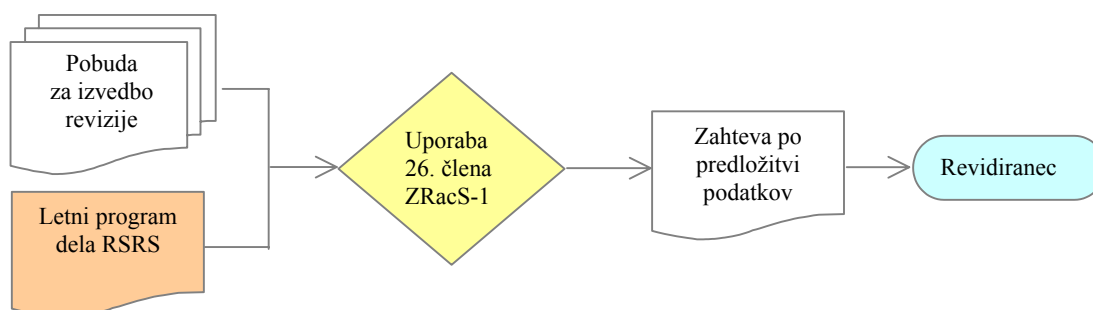 Pobuda
za izvedbo
revizije
Letni program
dela RSRS
Uporaba
26. člena
ZRacS-1
Zahteva po
predložitvi
podatkov
Revidiranec